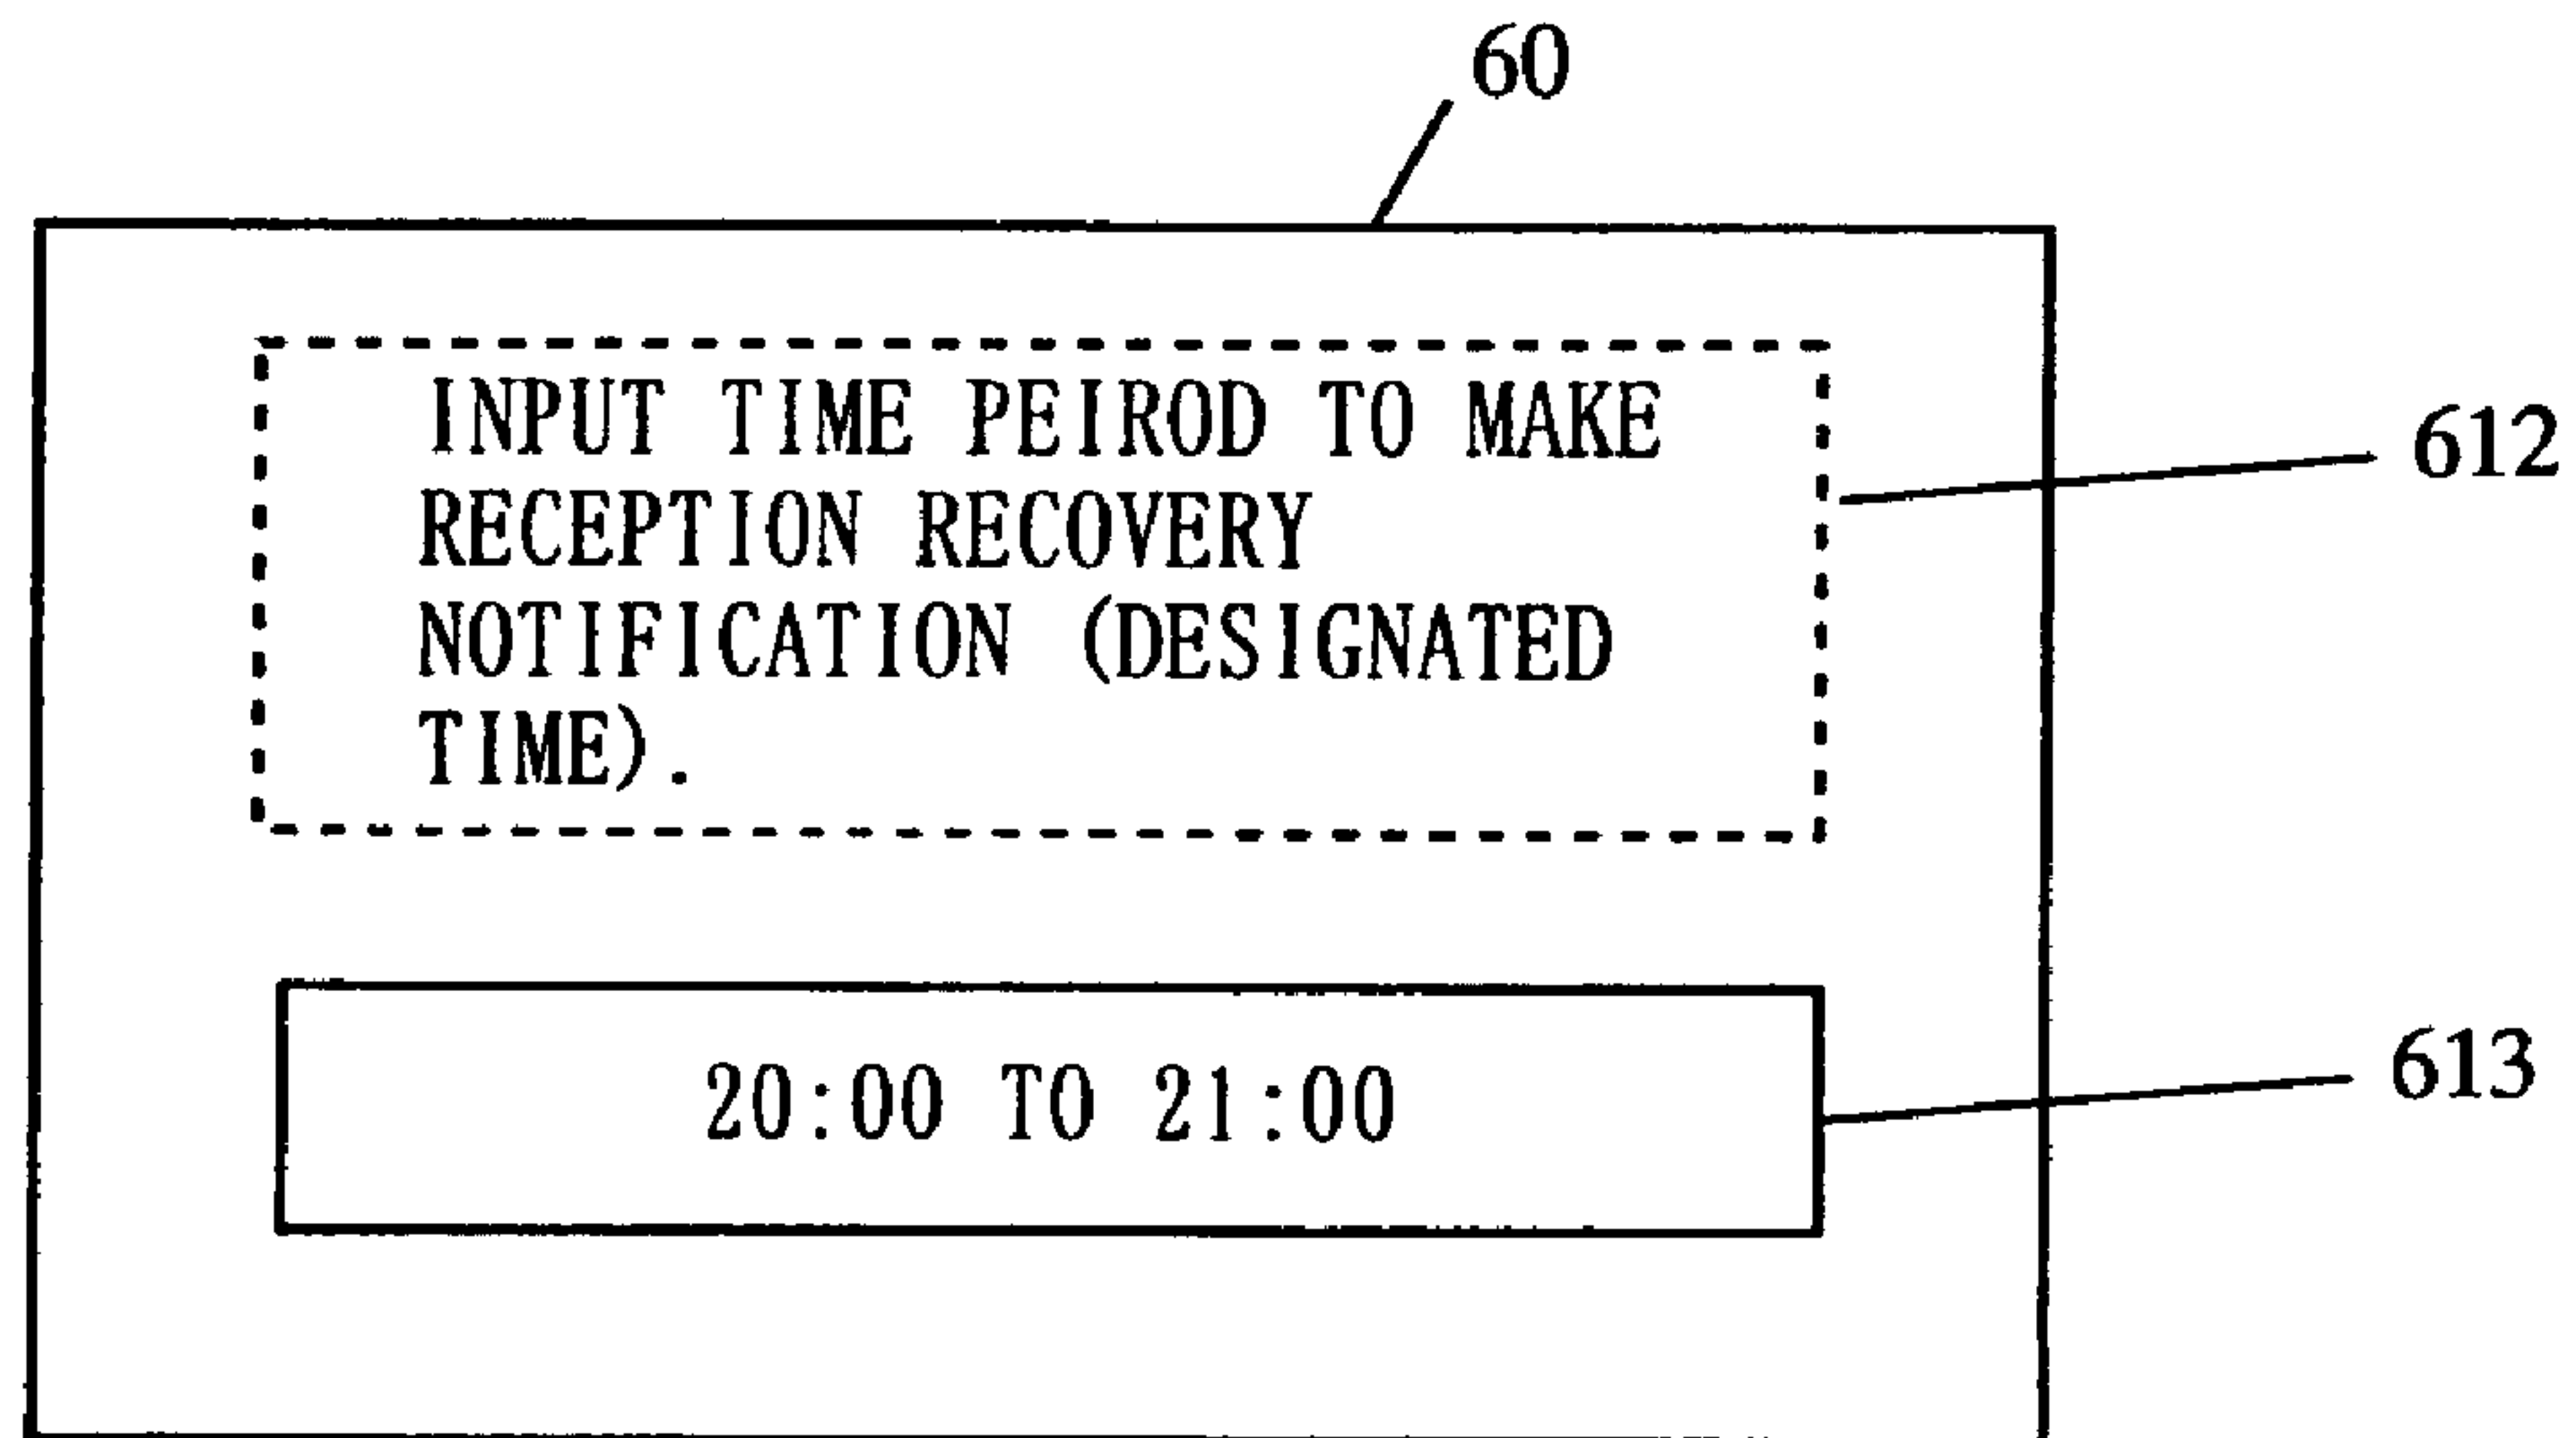 60
INPUT TIME PEIROD TO MAKE
RECEPTION RECOVERY
NOTIFICATION (DESIGNATED
TIME).
612
20:00 TO 21:00
613